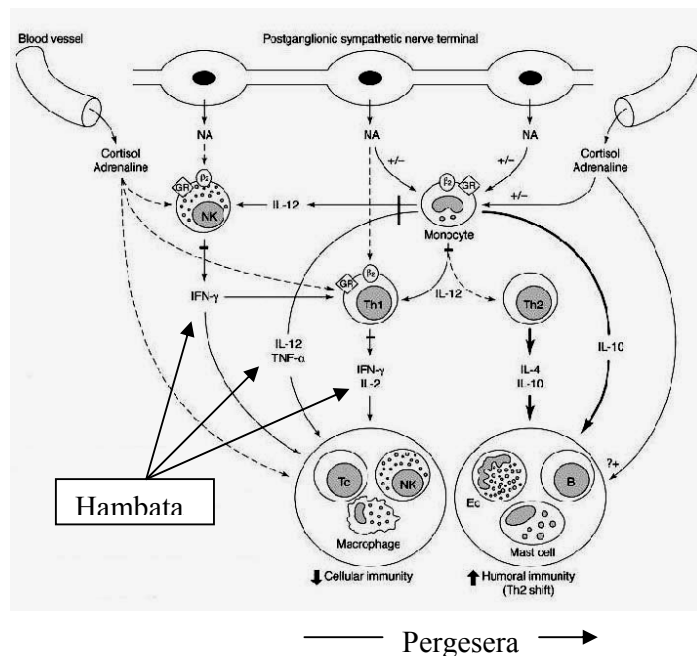 Blood vessel
Postganglionic sympathetic nerve terminal
NA
NA
NA
Cortisol
Adrenaline
+/–
+/–
Cortisol
Adrenaline
GR
β₂
NK
IL-12
β₂
GR
+/–
Monocyte
GR
β₂
Th1
IL-12
Th2
IFN-γ
IL-12
TNF-α
IFN-γ
IL-2
IL-4
IL-10
IL-10
Hambata
Tc
NK
Macrophage
Eo
B
Mast cell
?+
Cellular immunity
Humoral immunity
(Th2 shift)
Pergesera